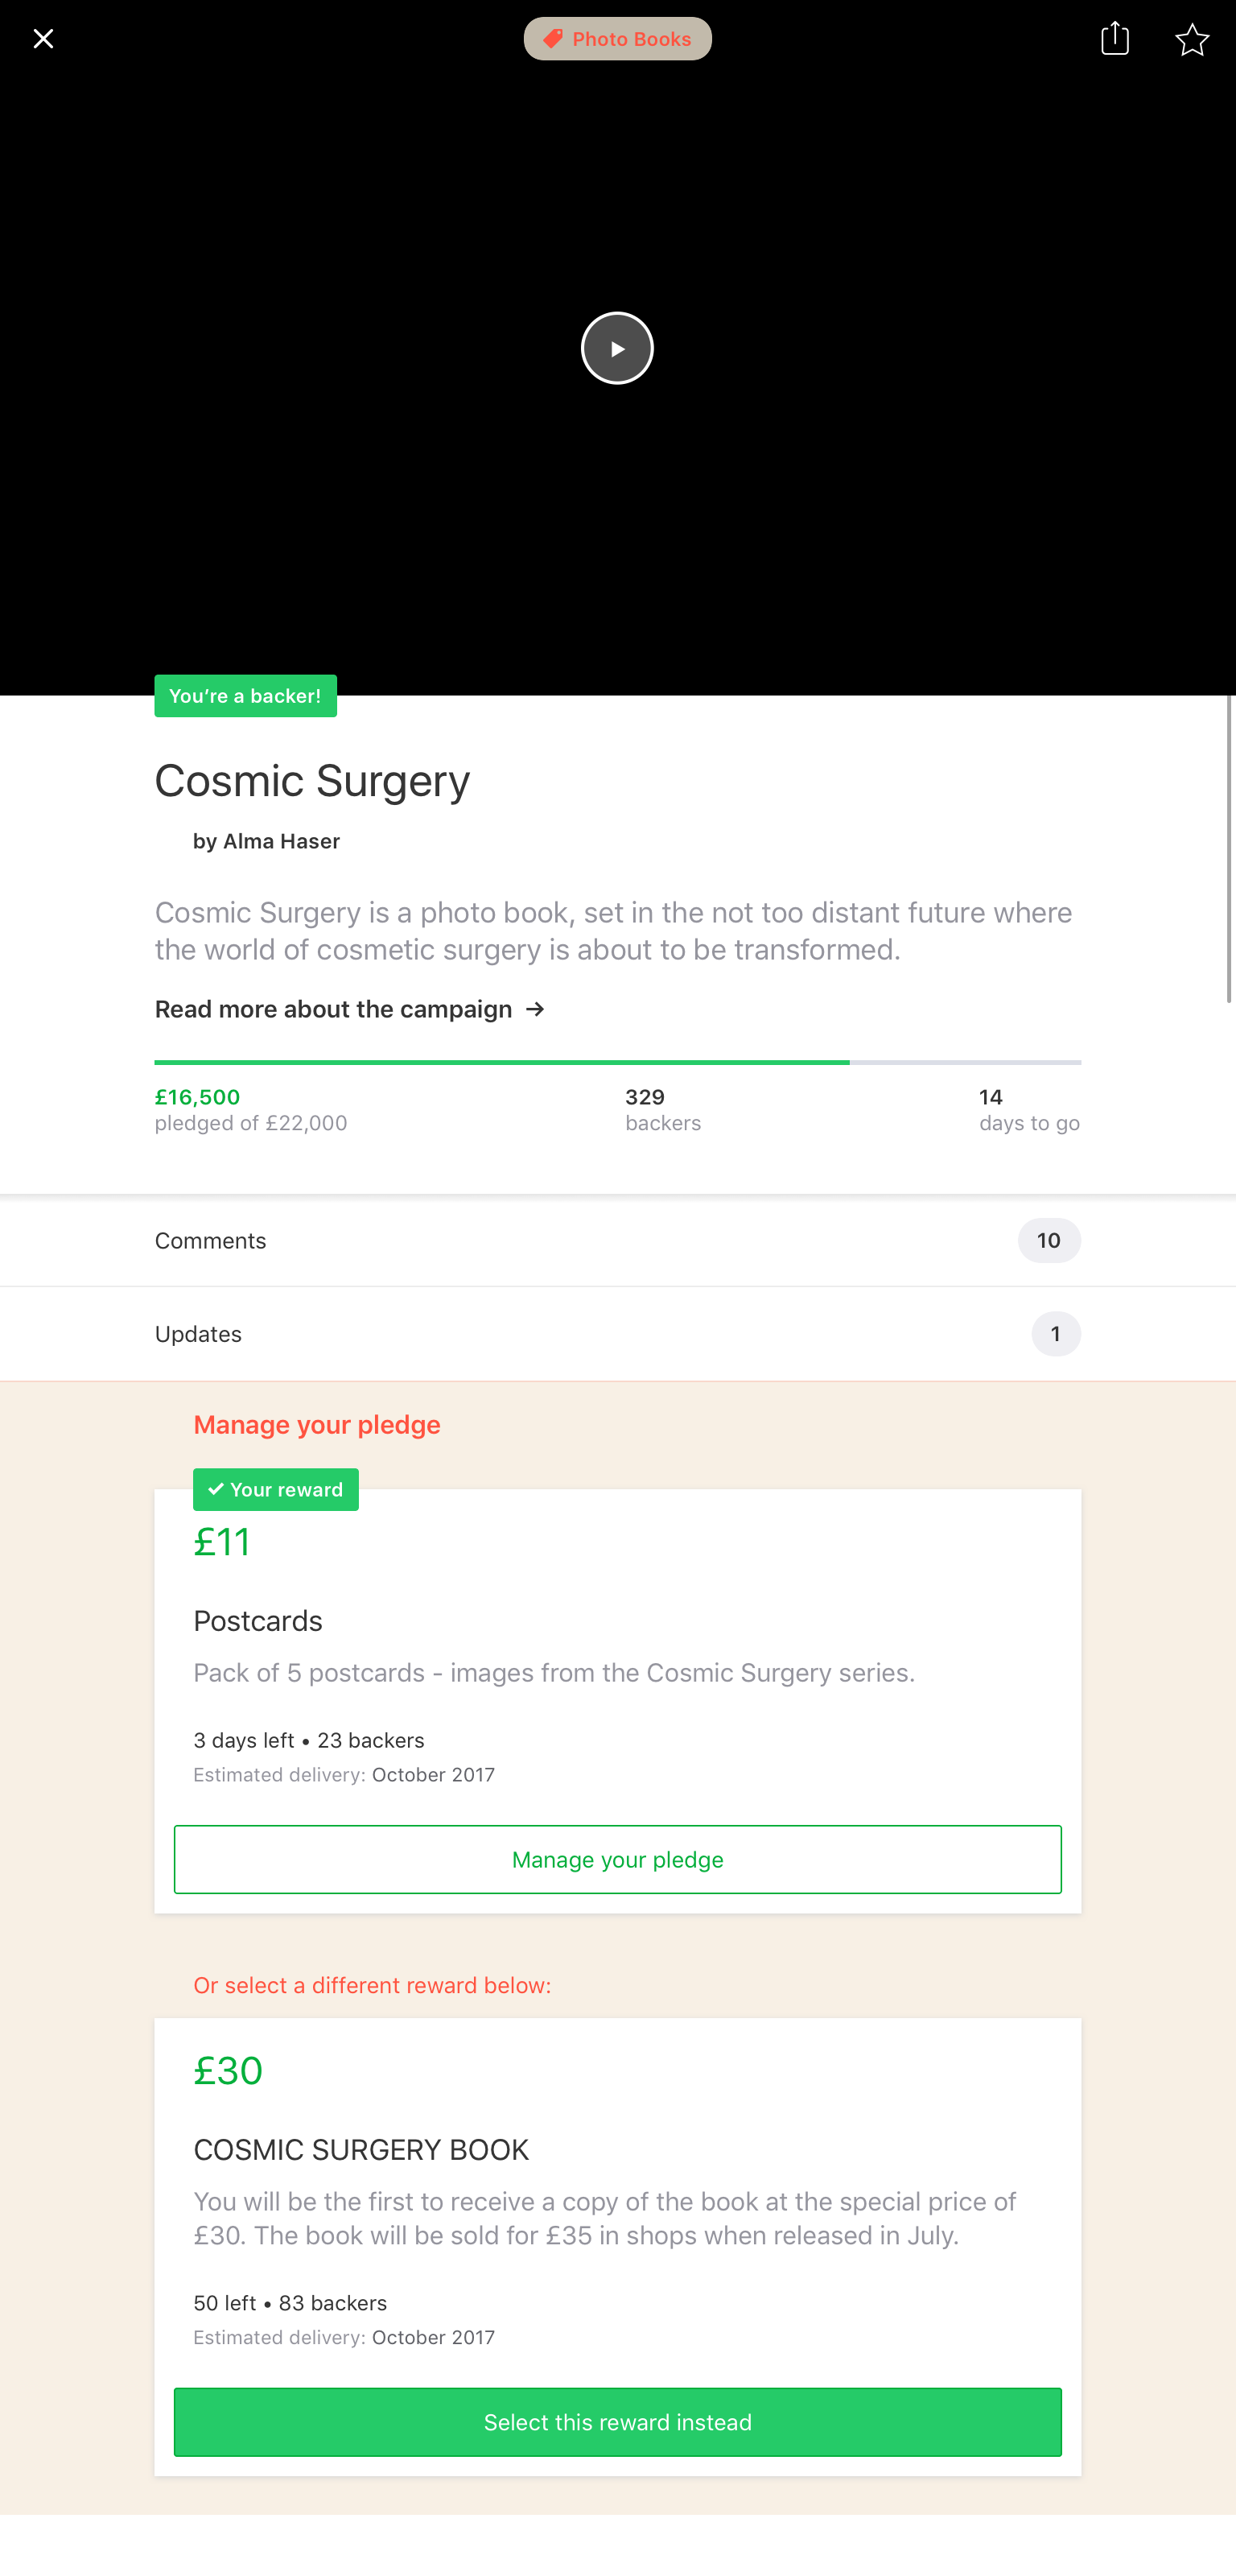 Photo Books
You’re a backer!
Cosmic Surgery
by Alma Haser
Cosmic Surgery is a photo book, set in the not too distant future where
the world of cosmetic surgery is about to be transformed.
Read more about the campaign →
£16,500
pledged of £22,000
329
backers
14
days to go
Comments
10
Updates
1
Manage your pledge
✓ Your reward
£11
Postcards
Pack of 5 postcards - images from the Cosmic Surgery series.
3 days left • 23 backers
Estimated delivery: October 2017
Manage your pledge
Or select a different reward below:
£30
COSMIC SURGERY BOOK
You will be the first to receive a copy of the book at the special price of
£30. The book will be sold for £35 in shops when released in July.
50 left • 83 backers
Estimated delivery: October 2017
Select this reward instead